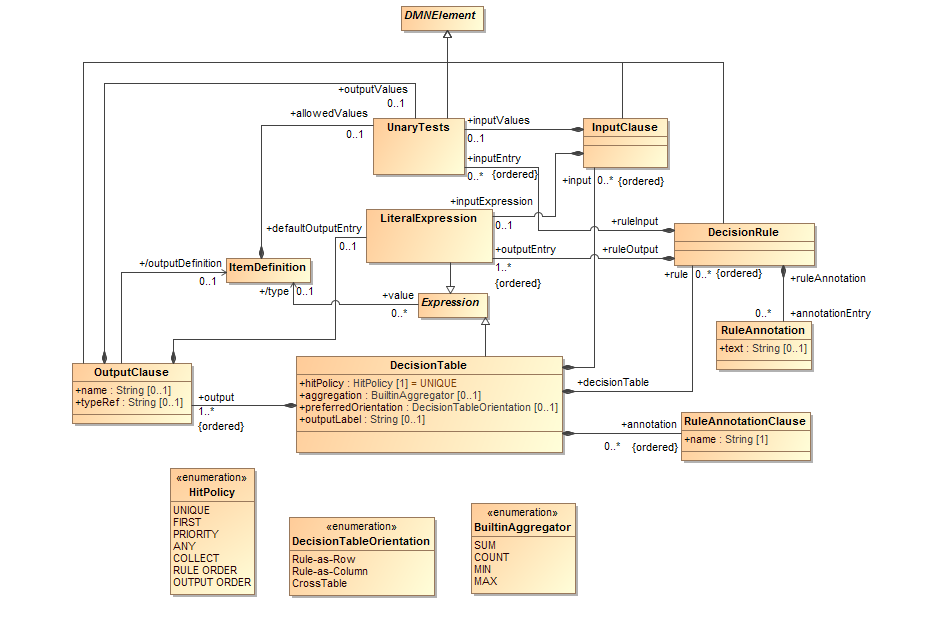 DMNElement
+outputValues
0..1
+allowedValues
0..1
UnaryTests
+inputValues
0..1
+inputEntry
0..* {ordered}
InputClause
+input 0..* {ordered}
+inputExpression
0..1
LiteralExpression
+defaultOutputEntry
0..1
+ruleInput
+outputEntry
1..*
{ordered}
+ruleOutput
DecisionRule
+rule 0..* {ordered}
+ruleAnnotation
+/outputDefinition
0..1
ItemDefinition
+/type 0..1
+value
0..*
Expression
0..* +annotationEntry
RuleAnnotation
+text : String [0..1]
OutputClause
+name : String [0..1]
+typeRef : String [0..1]
+output
1..*
{ordered}
DecisionTable
+hitPolicy : HitPolicy [1] = UNIQUE
+aggregation : BuiltinAggregator [0..1]
+preferredOrientation : DecisionTableOrientation [0..1]
+outputLabel : String [0..1]
+decisionTable
+annotation
0..* {ordered}
RuleAnnotationClause
+name : String [1]
«enumeration»
HitPolicy
UNIQUE
FIRST
PRIORITY
ANY
COLLECT
RULE ORDER
OUTPUT ORDER
«enumeration»
DecisionTableOrientation
Rule-as-Row
Rule-as-Column
CrossTable
«enumeration»
BuiltinAggregator
SUM
COUNT
MIN
MAX